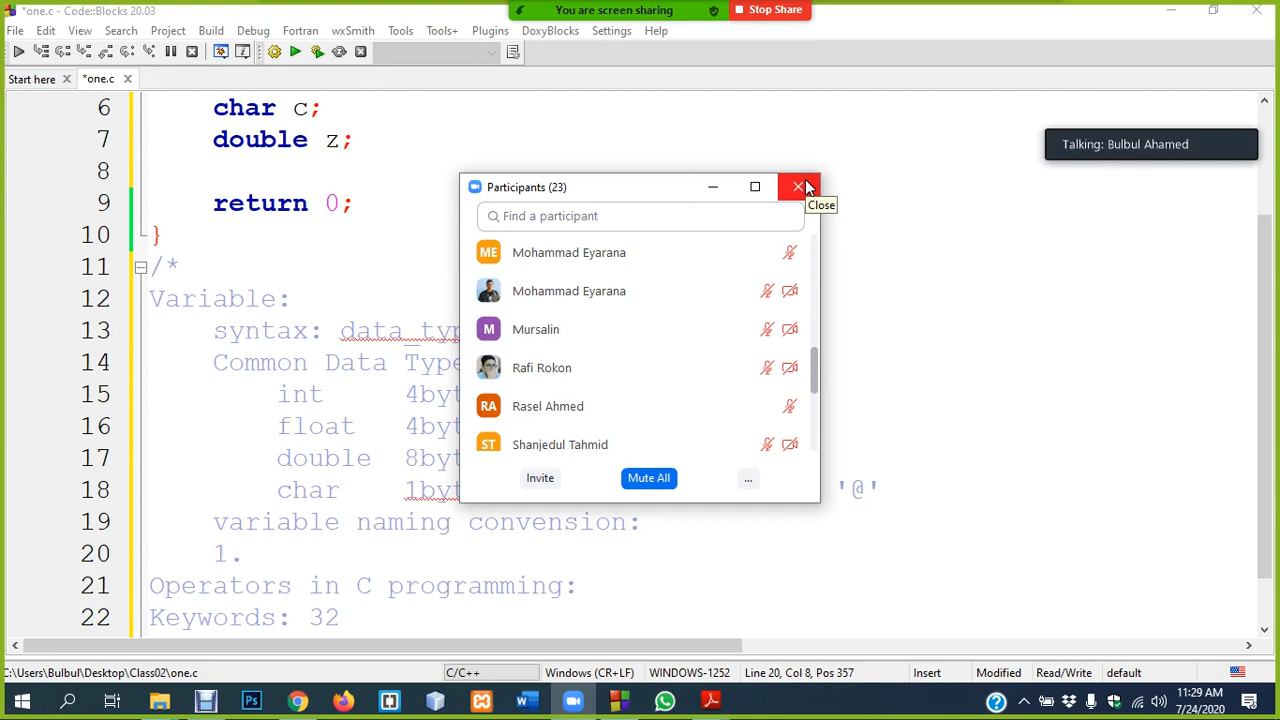 *one.c - Code::Blocks 20.03
You are screen sharing
Stop Share
File Edit View Search Project Build Debug Fortran wxSmith Tools Tools+ Plugins DoxyBlocks Settings Help
Start here *one.c
6 char c;
7 double z;
8
9 return 0;
10 }
11 /*
12 Variable:
13 syntax: data_typ
14 Common Data Type
15 int 4byt
16 float 4byt
17 double 8byt
18 char 1byt '@'
19 variable naming convension:
20 1.
21 Operators in C programming:
22 Keywords: 32
Talking: Bulbul Ahamed
Participants (23)
Close
Find a participant
ME Mohammad Eyarana
Mohammad Eyarana
M Mursalin
Rafi Rokon
RA Rasel Ahmed
ST Shanjedul Tahmid
Invite Mute All ...
C:\Users\Bulbul\Desktop\Class02\one.c C/C++ Windows (CR+LF) WINDOWS-1252 Line 20, Col 8, Pos 357 Insert Modified Read/Write default
11:29 AM
7/24/2020